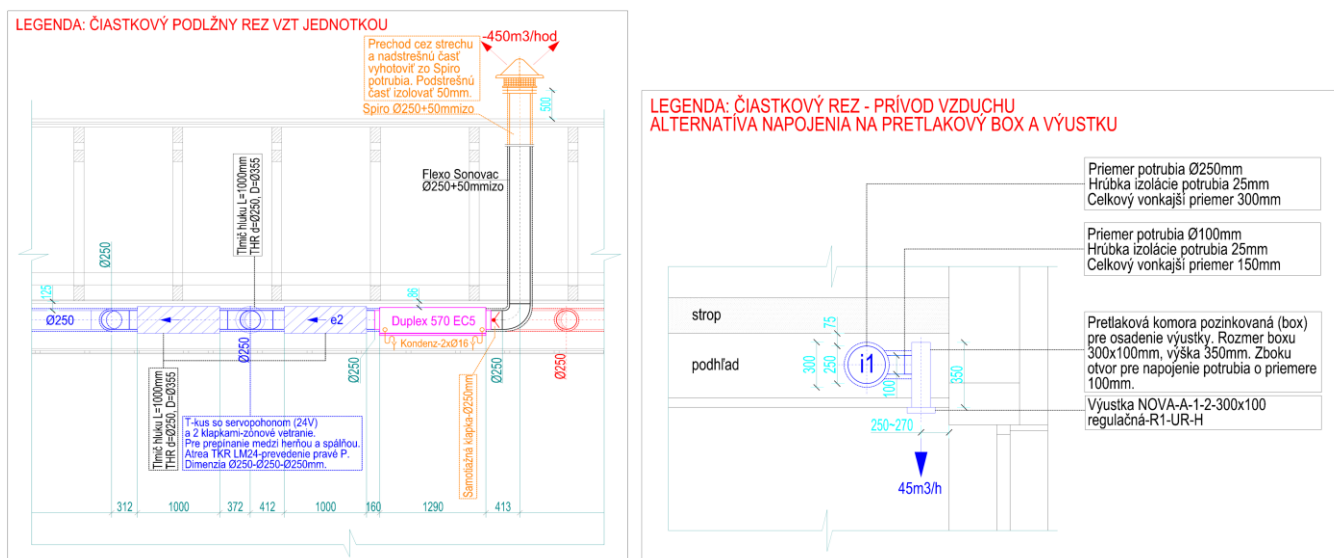 LEGENDA: ČIASTKOVÝ PODLŽNY REZ VZT JEDNOTKOU
-450m3/hod
Prechod cez strechu
a nadstrešnú časť
vyhotoviť zo Spiro
potrubia. Podstrešnú
časť izolovať 50mm.
Spiro Ø250+50mmizo
500
Tlmič hluku L=1000mm
THR d=Ø250, D=Ø355
Flexo Sonovac
Ø250+50mmizo
Ø250
125
86
Ø250
e2
Duplex 570 EC5
Kondenz-2xØ16
Ø250
Ø250
Ø250
Ø250
Tlmič hluku L=1000mm
THR d=Ø250, D=Ø355
T-kus so servopohonom (24V)
a 2 klapkami-zónové vetranie.
Pre prepínanie medzi herňou a spálňou.
Atrea TKR LM24-prevedenie pravé P.
Dimenzia Ø250-Ø250-Ø250mm.
Samotiažná klapka-Ø250mm
312
1000
372
412
1000
160
1290
413
LEGENDA: ČIASTKOVÝ REZ - PRÍVOD VZDUCHU
ALTERNATÍVA NAPOJENIA NA PRETLAKOVÝ BOX A VÝUSTKU
Priemer potrubia Ø250mm
Hrúbka izolácie potrubia 25mm
Celkový vonkajší priemer 300mm
Priemer potrubia Ø100mm
Hrúbka izolácie potrubia 25mm
Celkový vonkajší priemer 150mm
strop
75
podhľad
300
250
i1
100
350
Pretlaková komora pozinkovaná (box)
pre osadenie výustky. Rozmer boxu
300x100mm, výška 350mm. Zboku
otvor pre napojenie potrubia o priemere
100mm.
Výustka NOVA-A-1-2-300x100
regulačná-R1-UR-H
250~270
45m3/h